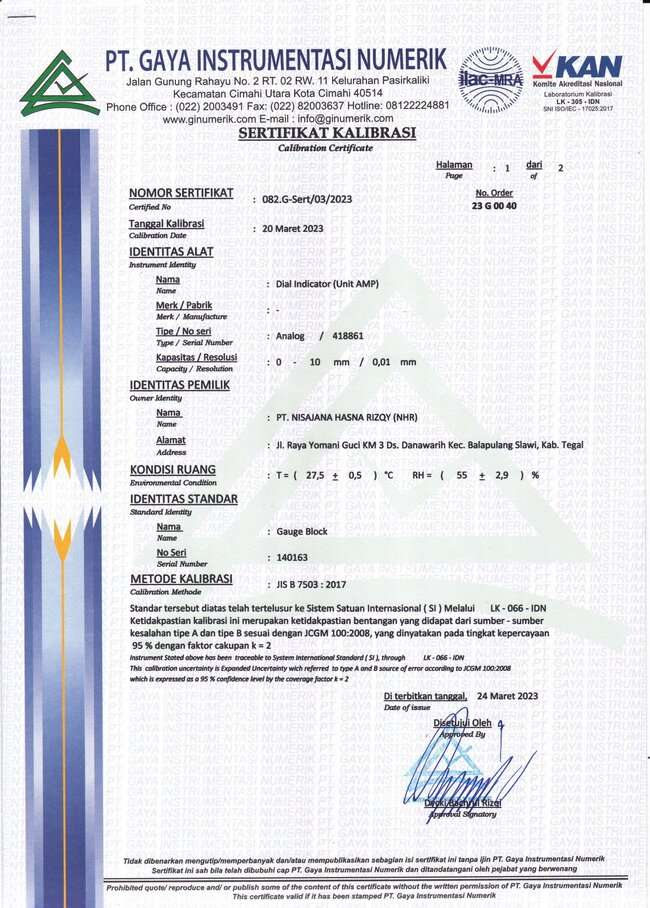 PT. GAYA INSTRUMENTASI NUMERIK
Jalan Gunung Rahayu No. 2 RT. 02 RW. 11 Kelurahan Pasirkaliki
Kecamatan Cimahi Utara Kota Cimahi 40514
Phone Office : (022) 2003491 Fax: (022) 82003637 Hotline: 08122224881
www.ginumerik.com E-mail : info@ginumerik.com
ilac-MRA
KAN
Komite Akreditasi Nasional
Laboratorium Kalibrasi
LK - 305 - IDN
SNI ISO/IEC - 17025:2017
SERTIFIKAT KALIBRASI
Calibration Certificate
Halaman : 1 dari 2
Page of
NOMOR SERTIFIKAT : 082.G-Sert/03/2023
Certified No
No. Order
23 G 00 40
Tanggal Kalibrasi : 20 Maret 2023
Calibration Date
IDENTITAS ALAT
Instrument Identity
Nama : Dial Indicator (Unit AMP)
Name
Merk / Pabrik : -
Merk / Manufacture
Tipe / No seri : Analog / 418861
Type / Serial Number
Kapasitas / Resolusi : 0 - 10 mm / 0,01 mm
Capacity / Resolution
IDENTITAS PEMILIK
Owner Identity
Nama : PT. NISAJANA HASNA RIZQY (NHR)
Name
Alamat : Jl. Raya Yomani Guci KM 3 Ds. Danawarih Kec. Balapulang Slawi, Kab. Tegal
Address
KONDISI RUANG : T = ( 27,5 ± 0,5 ) °C RH = ( 55 ± 2,9 ) %
Environmental Condition
IDENTITAS STANDAR
Standard Identity
Nama : Gauge Block
Name
No Seri : 140163
Serial Number
METODE KALIBRASI : JIS B 7503 : 2017
Calibration Methode
Standar tersebut diatas telah tertelusur ke Sistem Satuan Internasional ( SI ) Melalui LK - 066 - IDN
Ketidakpastian kalibrasi ini merupakan ketidakpastian bentangan yang didapat dari sumber - sumber
kesalahan tipe A dan tipe B sesuai dengan JCGM 100:2008, yang dinyatakan pada tingkat kepercayaan
95 % dengan faktor cakupan k = 2
Instrument Stated above has been traceable to System International Standard ( SI ), through LK - 066 - IDN
This calibration uncertainty is Expanded Uncertainty wich referred to type A and B source of error according to JCGM 100:2008
which is expressed as a 95 % confidence level by the coverage factor k = 2
Di terbitkan tanggal, 24 Maret 2023
Date of issue
Disetujui Oleh
Approved By
Decki Bachrul Rizqi
Approval Signatory
Tidak dibenarkan mengutip/memperbanyak dan/atau mempublikasikan sebagian isi sertifikat ini tanpa ijin PT. Gaya Instrumentasi Numerik
Sertifikat ini sah bila telah dibubuhi cap PT. Gaya Instrumentasi Numerik dan ditandatangani oleh pejabat yang berwenang
Prohibited quote/ reproduce and/ or publish some of the content of this certificate without the written permission of PT. Gaya Instrumentasi Numerik
This certificate valid if it has been stamped PT. Gaya Instrumentasi Numerik